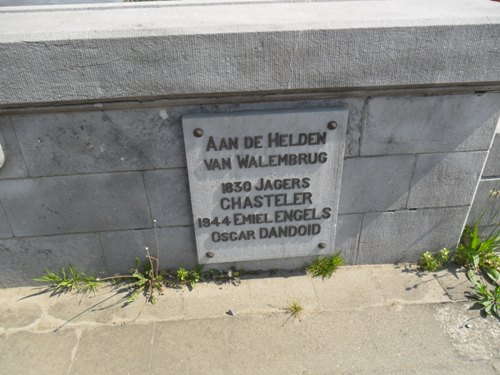 AAN DE HELDEN
VAN WALEMBRUG
1830 JAGERS
CHASTELER
1944 EMIEL ENGELS
OSCAR DANDOID